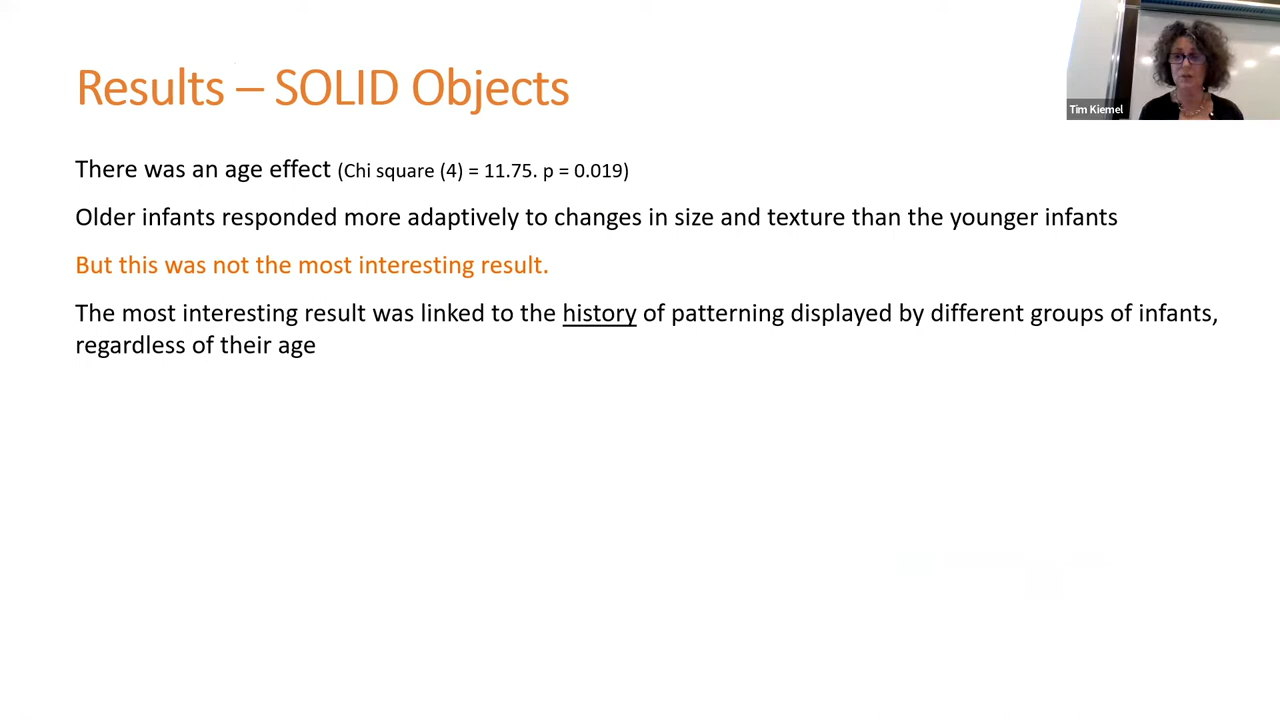 Results – SOLID Objects
Tim Kiemel
There was an age effect (Chi square (4) = 11.75. p = 0.019)
Older infants responded more adaptively to changes in size and texture than the younger infants
But this was not the most interesting result.
The most interesting result was linked to the history of patterning displayed by different groups of infants,
regardless of their age